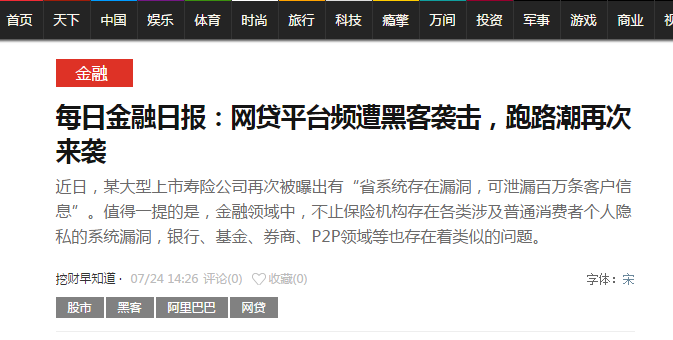 首页 天下 中国 娱乐 体育 时尚 旅行 科技 瘾擎 万间 投资 军事 游戏 商业
金融
每日金融日报：网贷平台频遭黑客袭击，跑路潮再次
来袭
近日，某大型上市寿险公司再次被曝出有“省系统存在漏洞，可泄漏百万条客户信
息”。值得一提的是，金融领域中，不止保险机构存在各类涉及普通消费者个人隐
私的系统漏洞，银行、基金、券商、P2P领域等也存在着类似的问题。
挖财早知道 · 07/24 14:26 评论(0) 收藏(0) 字体：宋
股市 黑客 阿里巴巴 网贷